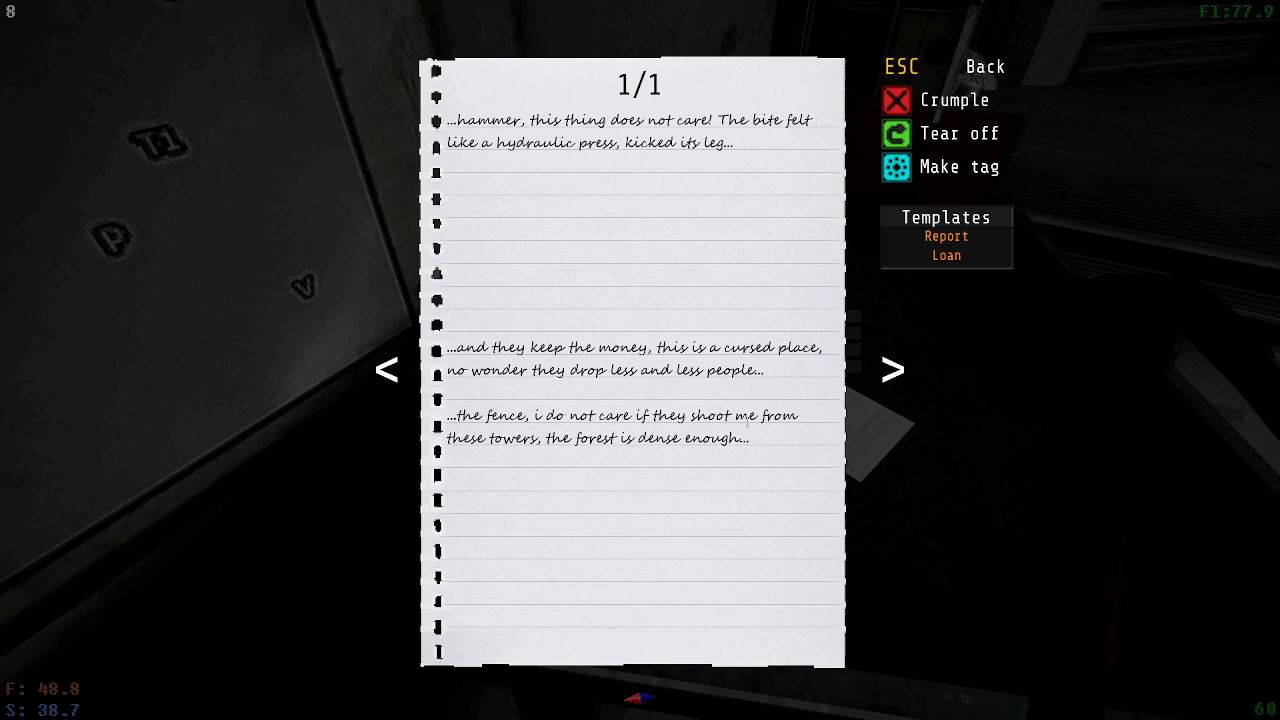 8
F1:77.9
1/1
ESC Back
Crumple
Tear off
Make tag
Templates
Report
Loan
...hammer, this thing does not care! The bite felt
like a hydraulic press, kicked its leg...
...and they keep the money, this is a cursed place,
no wonder they drop less and less people...
...the fence, i do not care if they shoot me from
these towers, the forest is dense enough...
<
>
T1
P
V
F: 48.8
S: 38.7
60